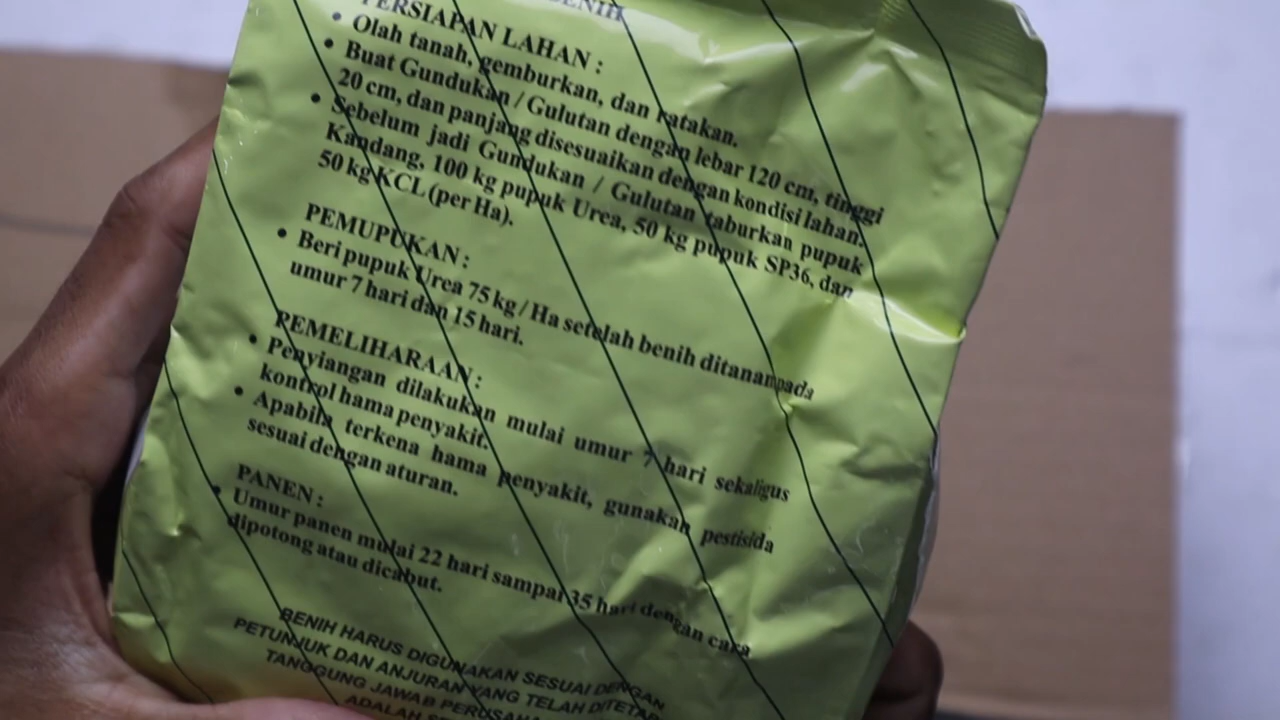 BENIH
PERSIAPAN LAHAN :
• Olah tanah, gemburkan, dan ratakan.
• Buat Gundukan / Gulutan dengan lebar 120 cm, tinggi
20 cm, dan panjang disesuaikan dengan kondisi lahan.
• Sebelum jadi Gundukan / Gulutan taburkan pupuk
Kandang, 100 kg pupuk Urea, 50 kg pupuk SP36, dan
50 kg KCL (per Ha).
PEMUPUKAN :
• Beri pupuk Urea 75 kg / Ha setelah benih ditanam pada
umur 7 hari dan 15 hari.
PEMELIHARAAN :
• Penyiangan dilakukan mulai umur 7 hari sekaligus
kontrol hama penyakit.
• Apabila terkena hama penyakit, gunakan pestisida
sesuai dengan aturan.
PANEN :
• Umur panen mulai 22 hari sampai 35 hari dengan cara
dipotong atau dicabut.
BENIH HARUS DIGUNAKAN SESUAI DENGAN
PETUNJUK DAN ANJURAN YANG TELAH DITETAP
TANGGUNG JAWAB PERUSAHA
ADALAH SE